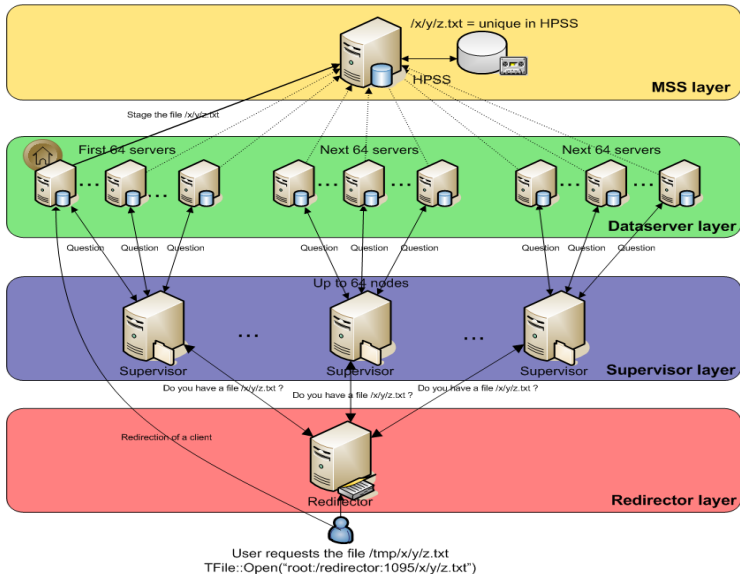 /x/y/z.txt = unique in HPSS
HPSS
MSS layer
Stage the file /x/y/z.txt
First 64 servers
Next 64 servers
Next 64 servers
...
...
...
...
...
...
Dataserver layer
Question
Question
Question
Question
Question
Question
Question
Question
Question
Up to 64 nodes
...
...
Supervisor
Supervisor
Supervisor
Supervisor layer
Do you have a file /x/y/z.txt ?
Do you have a file /x/y/z.txt ?
Do you have a file /x/y/z.txt ?
Redirection of a client
Redirector
Redirector layer
User requests the file /tmp/x/y/z.txt
TFile::Open("root:/redirector:1095/x/y/z.txt")